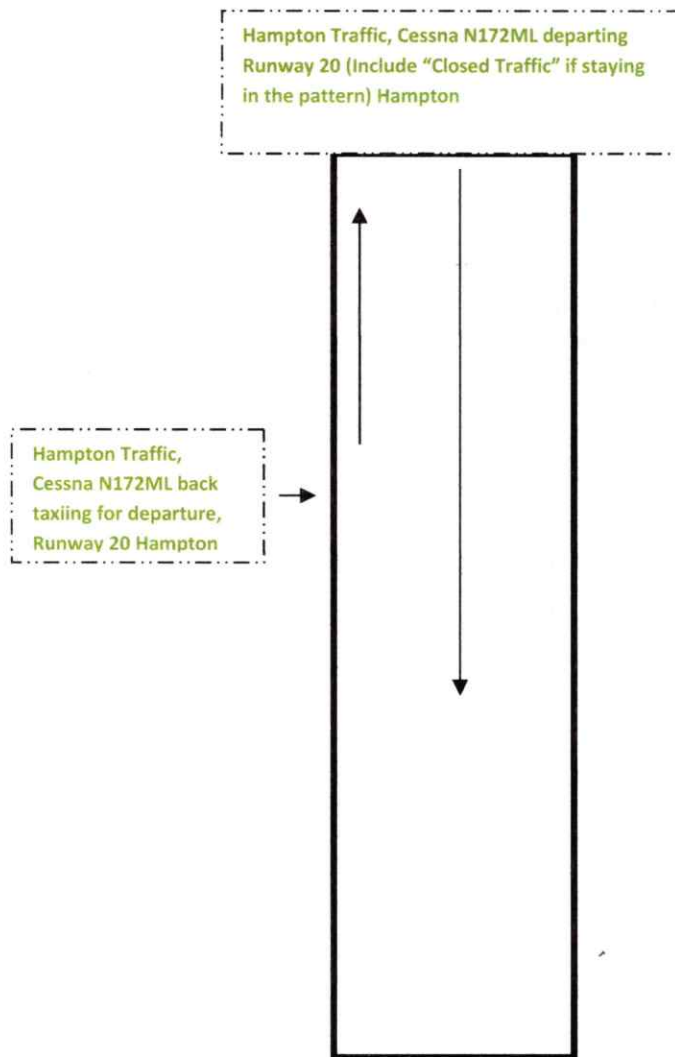 Hampton Traffic, Cessna N172ML departing
Runway 20 (Include “Closed Traffic” if staying
in the pattern) Hampton
Hampton Traffic,
Cessna N172ML back
taxiing for departure,
Runway 20 Hampton